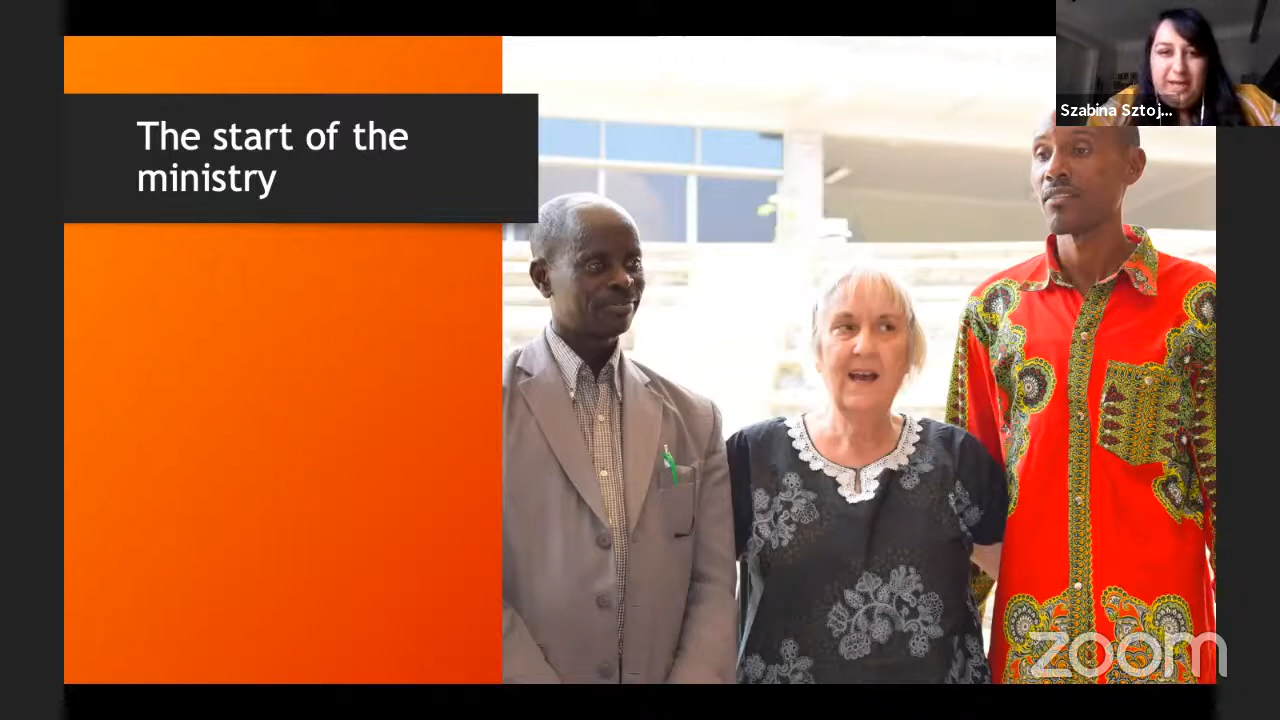 The start of the
ministry
Szabina Sztoj...
zoom